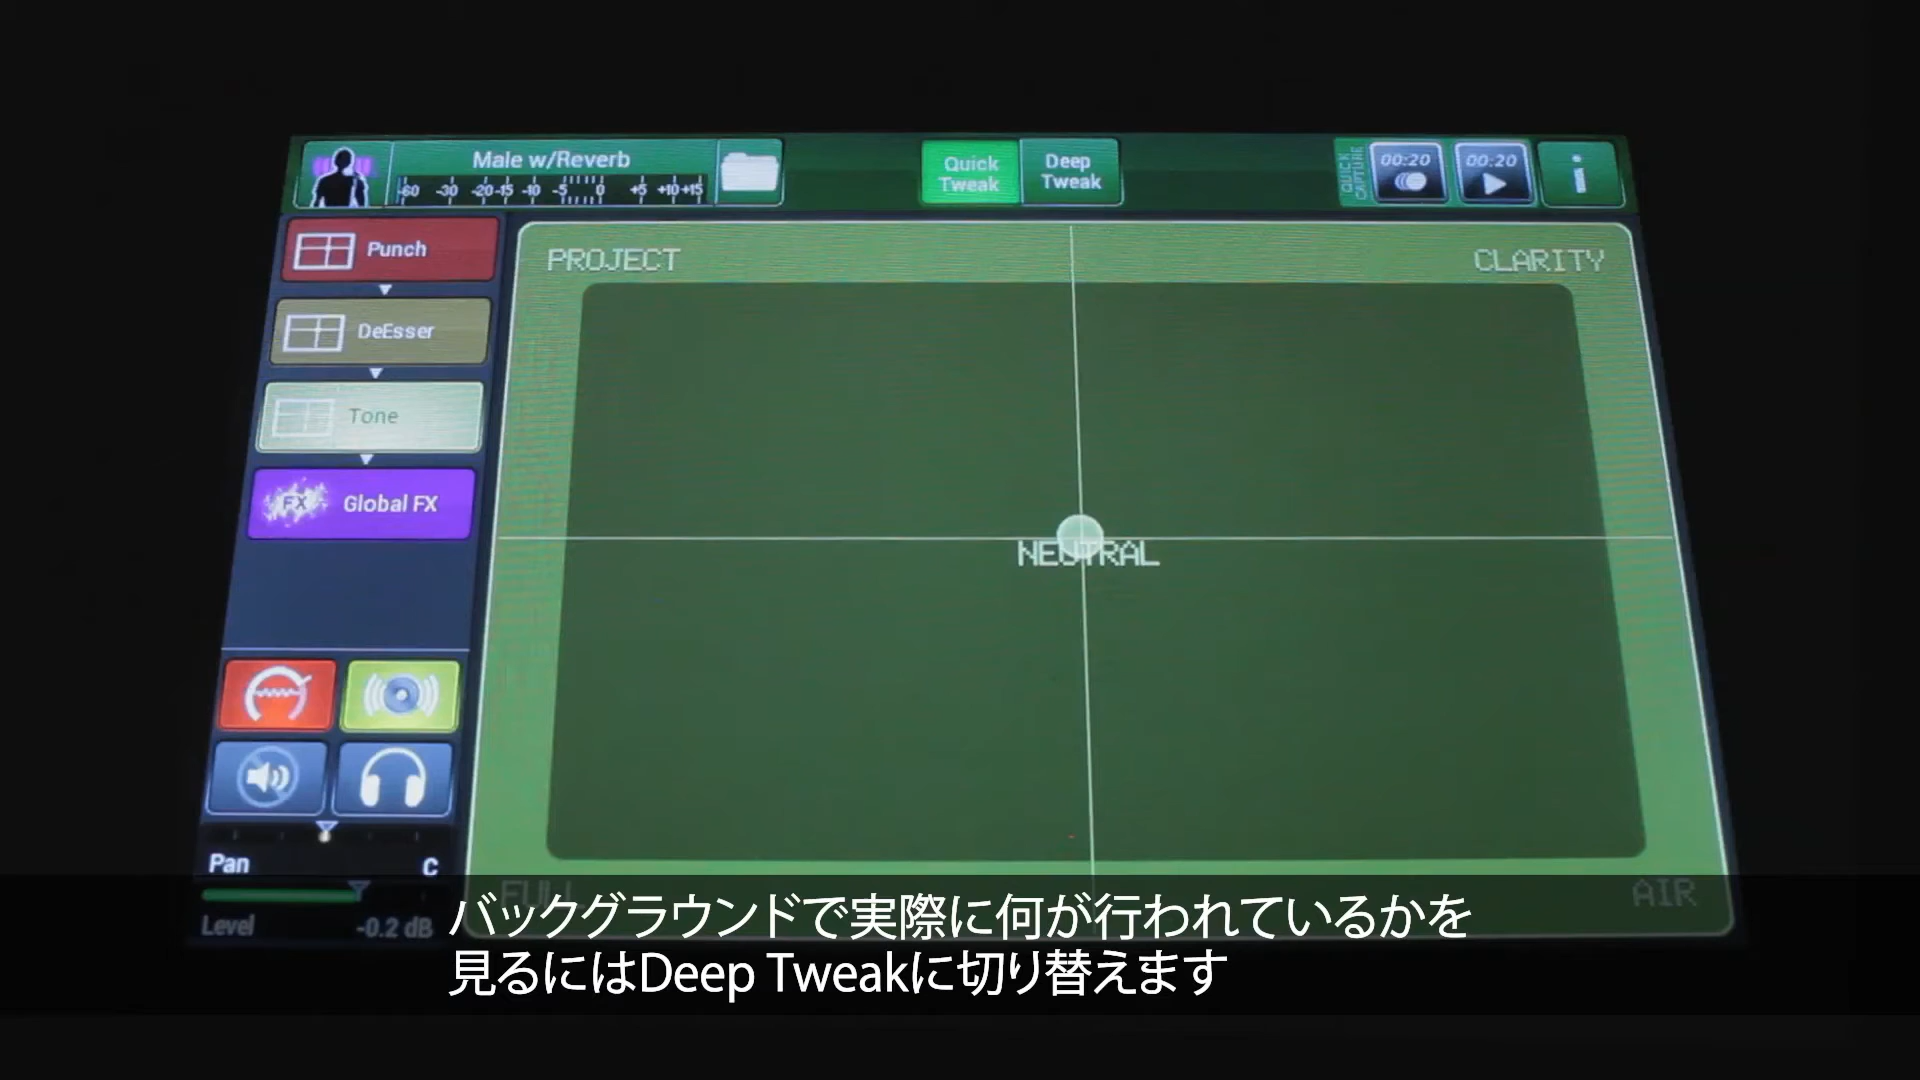 Male w/Reverb
-60 -30 -20 -15 -10 -5 0 +5 +10 +15
Quick
Tweak
Deep
Tweak
QUICK
CAPTURE
00:20
00:20
i
Punch
DeEsser
Tone
FX Global FX
PROJECT
CLARITY
NEUTRAL
FULL
AIR
Pan C
Level -0.2 dB
バックグラウンドで実際に何が行われているかを
見るにはDeep Tweakに切り替えます